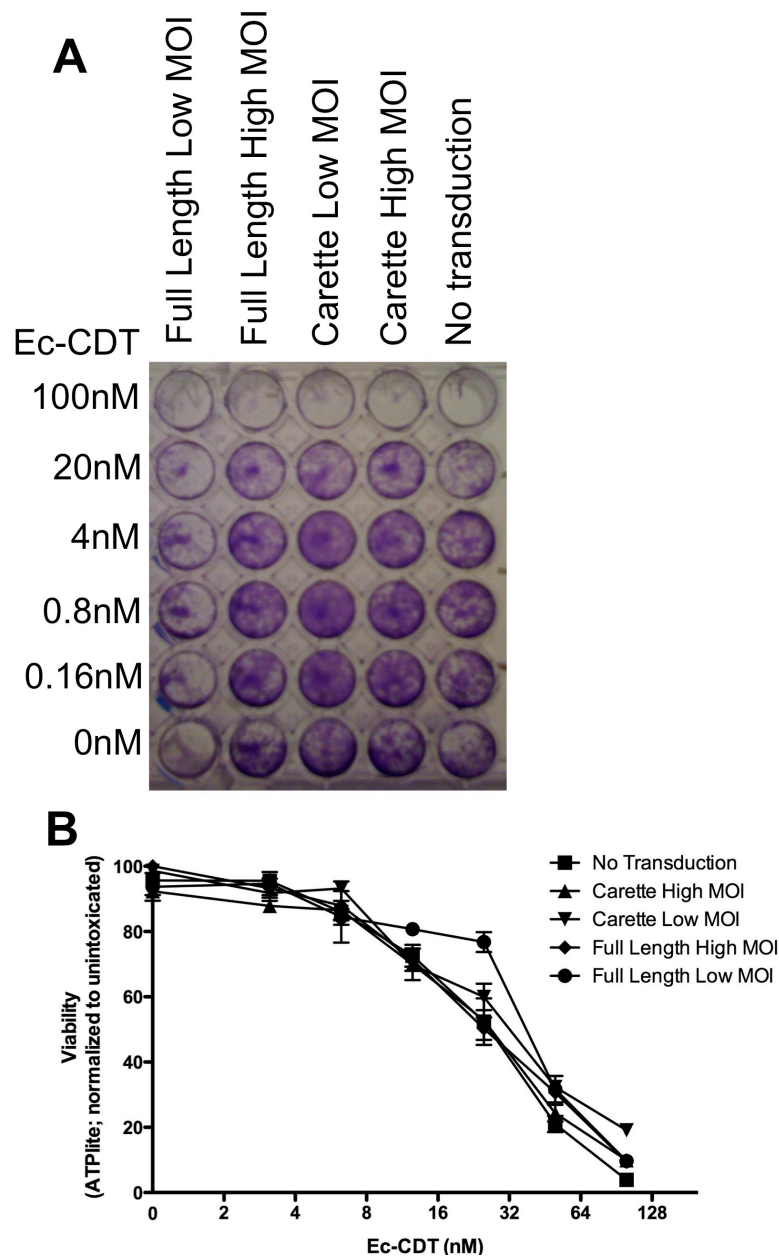 A
Full Length Low MOI
Full Length High MOI
Carette Low MOI
Carette High MOI
No transduction
Ec-CDT
100nM
20nM
4nM
0.8nM
0.16nM
0nM
B
100
80
60
40
20
0
Viability
(ATPlite; normalized to unintoxicated)
0 2 4 8 16 32 64 128
Ec-CDT (nM)
No Transduction
Carette High MOI
Carette Low MOI
Full Length High MOI
Full Length Low MOI